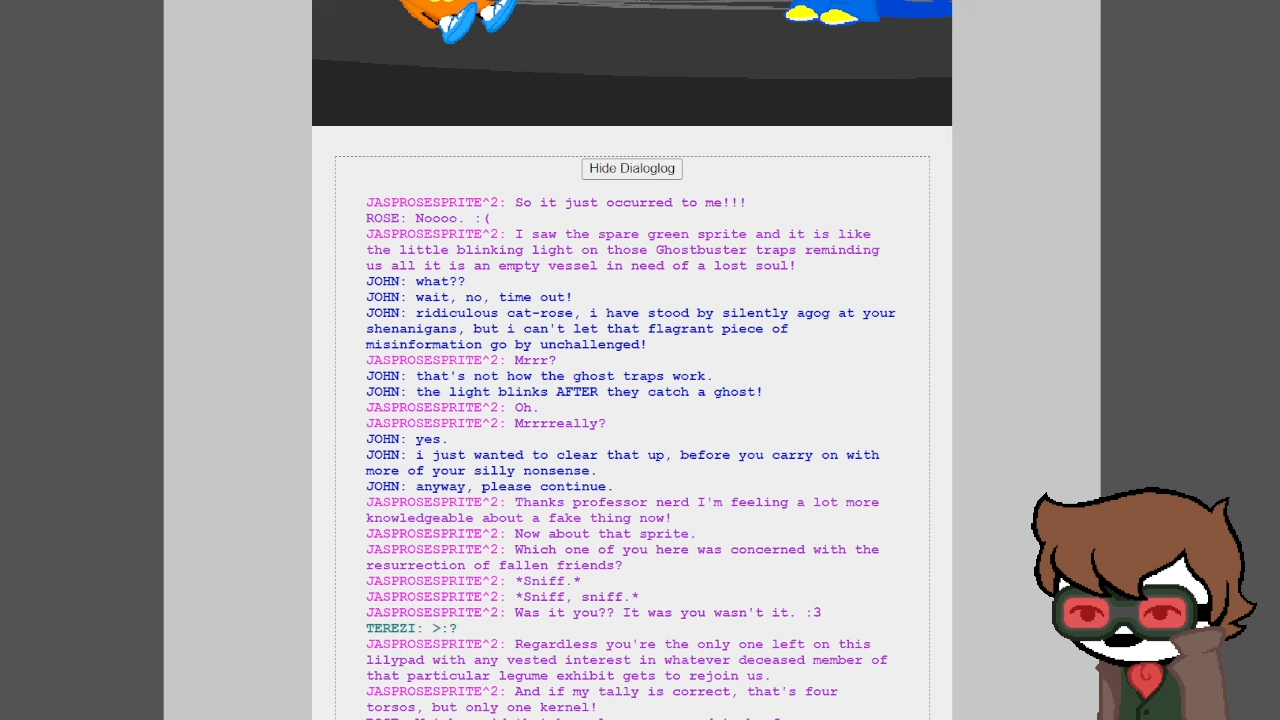 Hide Dialoglog
JASPROSESPRITE^2: So it just occurred to me!!!
ROSE: Noooo. :(
JASPROSESPRITE^2: I saw the spare green sprite and it is like
the little blinking light on those Ghostbuster traps reminding
us all it is an empty vessel in need of a lost soul!
JOHN: what??
JOHN: wait, no, time out!
JOHN: ridiculous cat-rose, i have stood by silently agog at your
shenanigans, but i can't let that flagrant piece of
misinformation go by unchallenged!
JASPROSESPRITE^2: Mrrr?
JOHN: that's not how the ghost traps work.
JOHN: the light blinks AFTER they catch a ghost!
JASPROSESPRITE^2: Oh.
JASPROSESPRITE^2: Mrrrreally?
JOHN: yes.
JOHN: i just wanted to clear that up, before you carry on with
more of your silly nonsense.
JOHN: anyway, please continue.
JASPROSESPRITE^2: Thanks professor nerd I'm feeling a lot more
knowledgeable about a fake thing now!
JASPROSESPRITE^2: Now about that sprite.
JASPROSESPRITE^2: Which one of you here was concerned with the
resurrection of fallen friends?
JASPROSESPRITE^2: *Sniff.*
JASPROSESPRITE^2: *Sniff, sniff.*
JASPROSESPRITE^2: Was it you?? It was you wasn't it. :3
TEREZI: >:?
JASPROSESPRITE^2: Regardless you're the only one left on this
lilypad with any vested interest in whatever deceased member of
that particular legume exhibit gets to rejoin us.
JASPROSESPRITE^2: And if my tally is correct, that's four
torsos, but only one kernel!